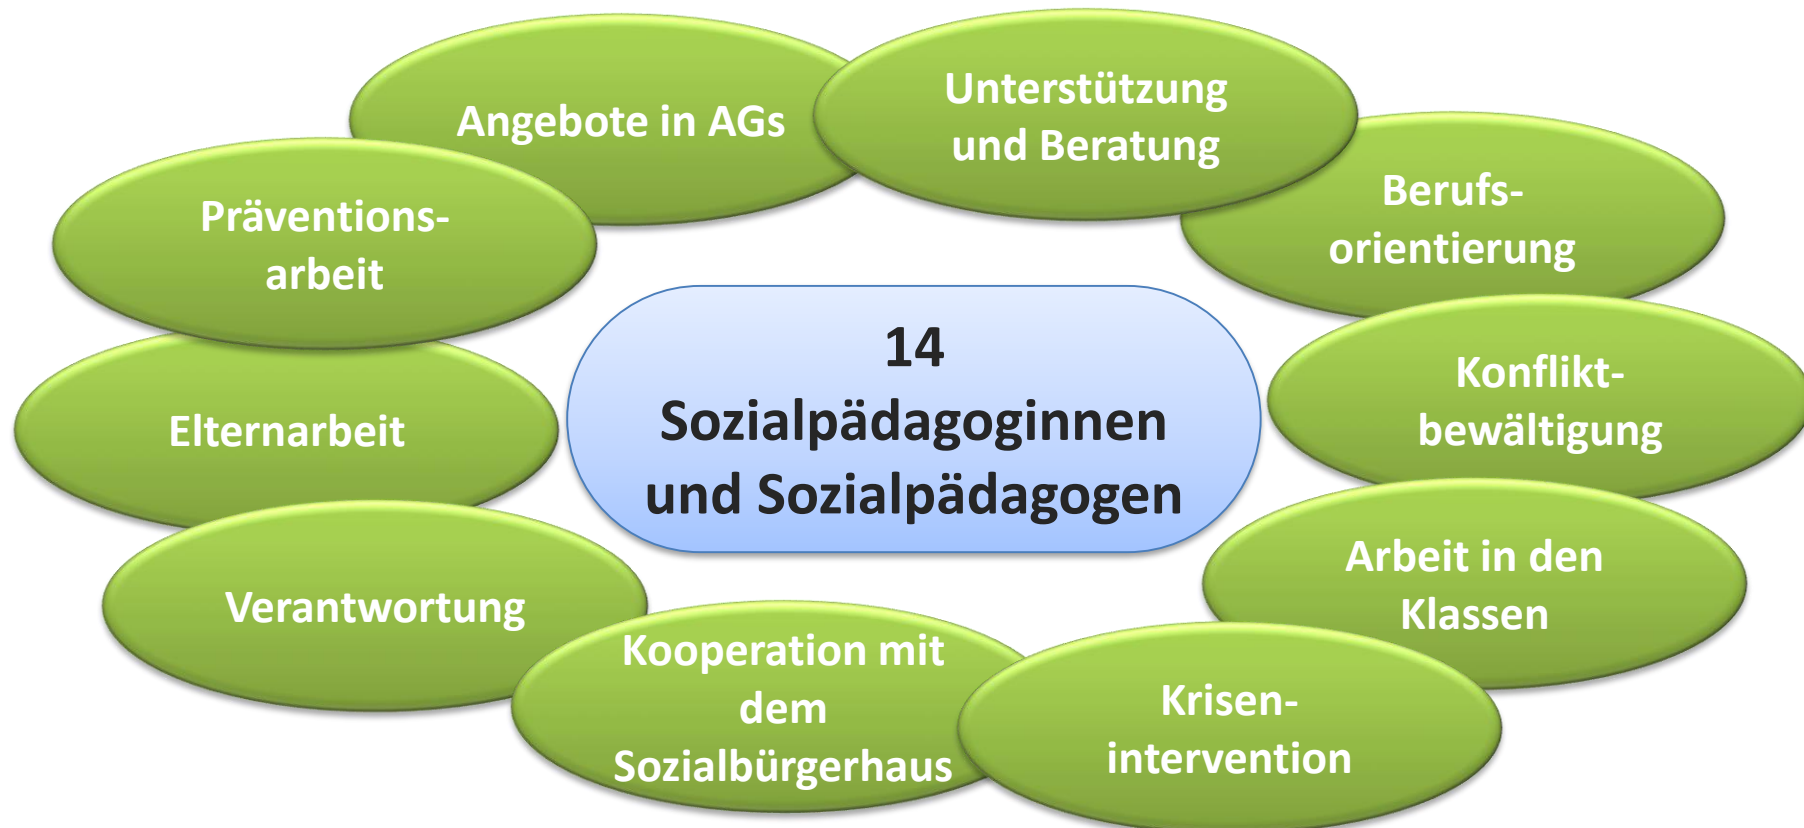 Angebote in AGs
Unterstützung
und Beratung
Berufs-
orientierung
Präventions-
arbeit
14
Sozialpädagoginnen
und Sozialpädagogen
Konflikt-
bewältigung
Elternarbeit
Arbeit in den
Klassen
Verantwortung
Kooperation mit
dem
Sozialbürgerhaus
Krisen-
intervention